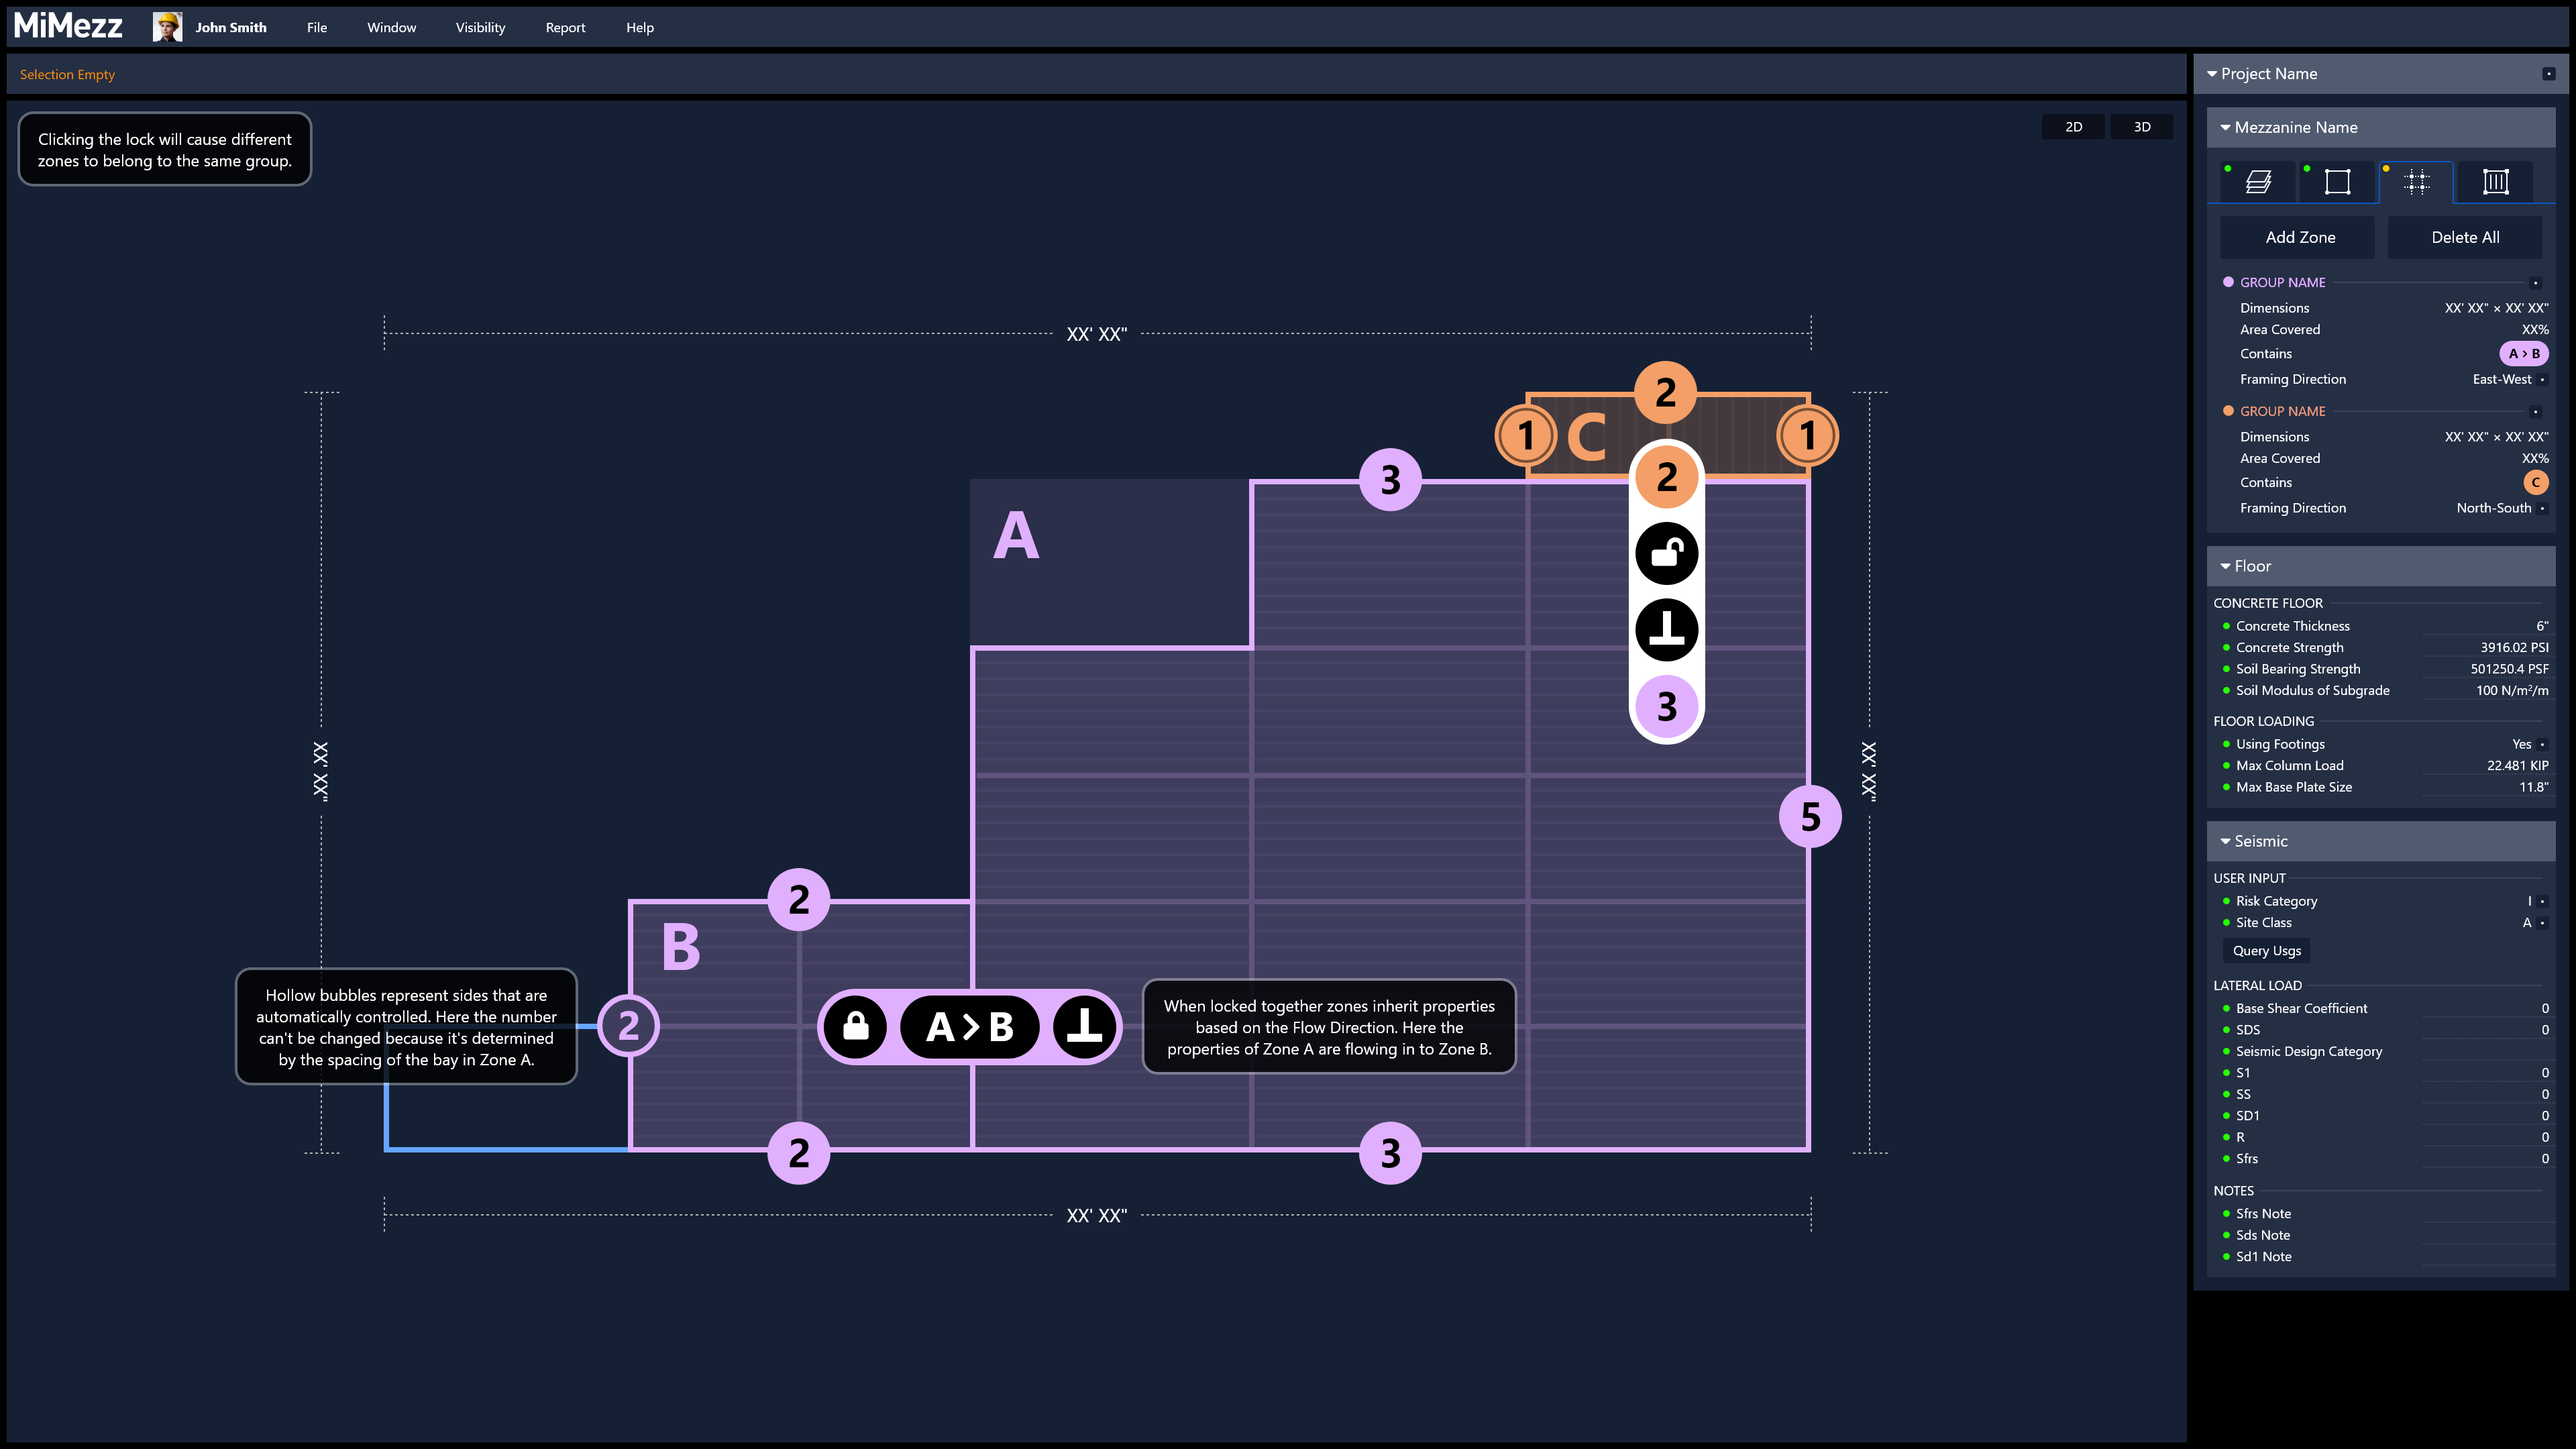 MiMezz
John Smith
File
Window
Visibility
Report
Help
Selection Empty
Clicking the lock will cause different
zones to belong to the same group.
2D
3D
XX' XX"
XX' XX"
XX' XX"
XX' XX"
2
1
C
1
2
3
3
A
5
2
B
2
A > B
2
3
Hollow bubbles represent sides that are
automatically controlled. Here the number
can't be changed because it's determined
by the spacing of the bay in Zone A.
When locked together zones inherit properties
based on the Flow Direction. Here the
properties of Zone A are flowing in to Zone B.
Project Name
Mezzanine Name
Add Zone
Delete All
GROUP NAME
Dimensions XX' XX" × XX' XX"
Area Covered XX%
Contains A > B
Framing Direction East-West
GROUP NAME
Dimensions XX' XX" × XX' XX"
Area Covered XX%
Contains C
Framing Direction North-South
Floor
CONCRETE FLOOR
Concrete Thickness 6"
Concrete Strength 3916.02 PSI
Soil Bearing Strength 501250.4 PSF
Soil Modulus of Subgrade 100 N/m²/m
FLOOR LOADING
Using Footings Yes
Max Column Load 22.481 KIP
Max Base Plate Size 11.8"
Seismic
USER INPUT
Risk Category I
Site Class A
Query Usgs
LATERAL LOAD
Base Shear Coefficient 0
SDS 0
Seismic Design Category
S1 0
SS 0
SD1 0
R 0
Sfrs 0
NOTES
Sfrs Note
Sds Note
Sd1 Note